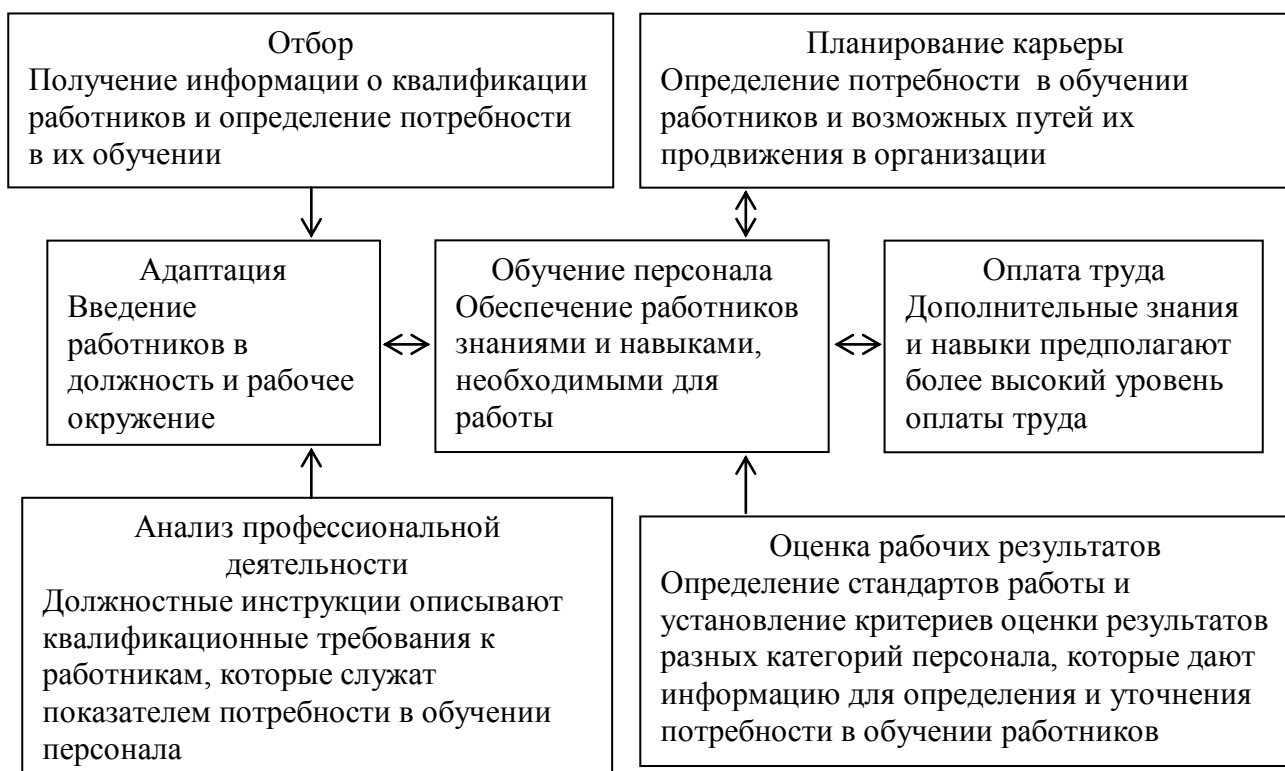 Отбор
Получение информации о квалификации
работников и определение потребности
в их обучении
Планирование карьеры
Определение потребности  в обучении
работников и возможных путей их
продвижения в организации
Адаптация
Введение
работников в
должность и рабочее
окружение
Обучение персонала
Обеспечение работников
знаниями и навыками,
необходимыми для
работы
Оплата труда
Дополнительные знания
и навыки предполагают
более высокий уровень
оплаты труда
Анализ профессиональной
деятельности
Должностные инструкции описывают
квалификационные требования к
работникам, которые служат
показателем потребности в обучении
персонала
Оценка рабочих результатов
Определение стандартов работы и
установление критериев оценки результатов
разных категорий персонала, которые дают
информацию для определения и уточнения
потребности в обучении работников